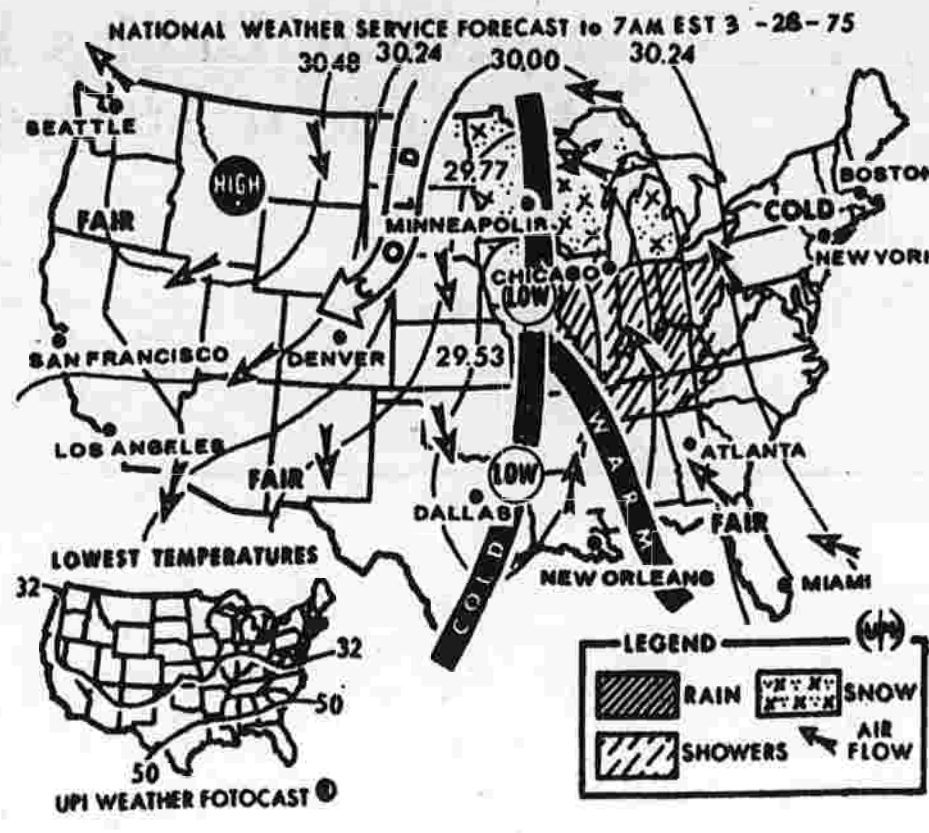 NATIONAL WEATHER SERVICE FORECAST to 7AM EST 3 -28-75
30.48 30.24 30.00 30.24
SEATTLE
HIGH
29.77
COLD
BOSTON
FAIR
MINNEAPOLIS
COLD
NEW YORK
CHICAGO
LOW
SAN FRANCISCO
DENVER
29.53
WARM
LOS ANGELES
ATLANTA
FAIR
LOW
DALLAS
FAIR
COLD
NEW ORLEANS
MIAMI
LOWEST TEMPERATURES
32
32
50
50
UPI WEATHER FOTOCAST ®
LEGEND
UPI
RAIN
SNOW
SHOWERS
AIR
FLOW